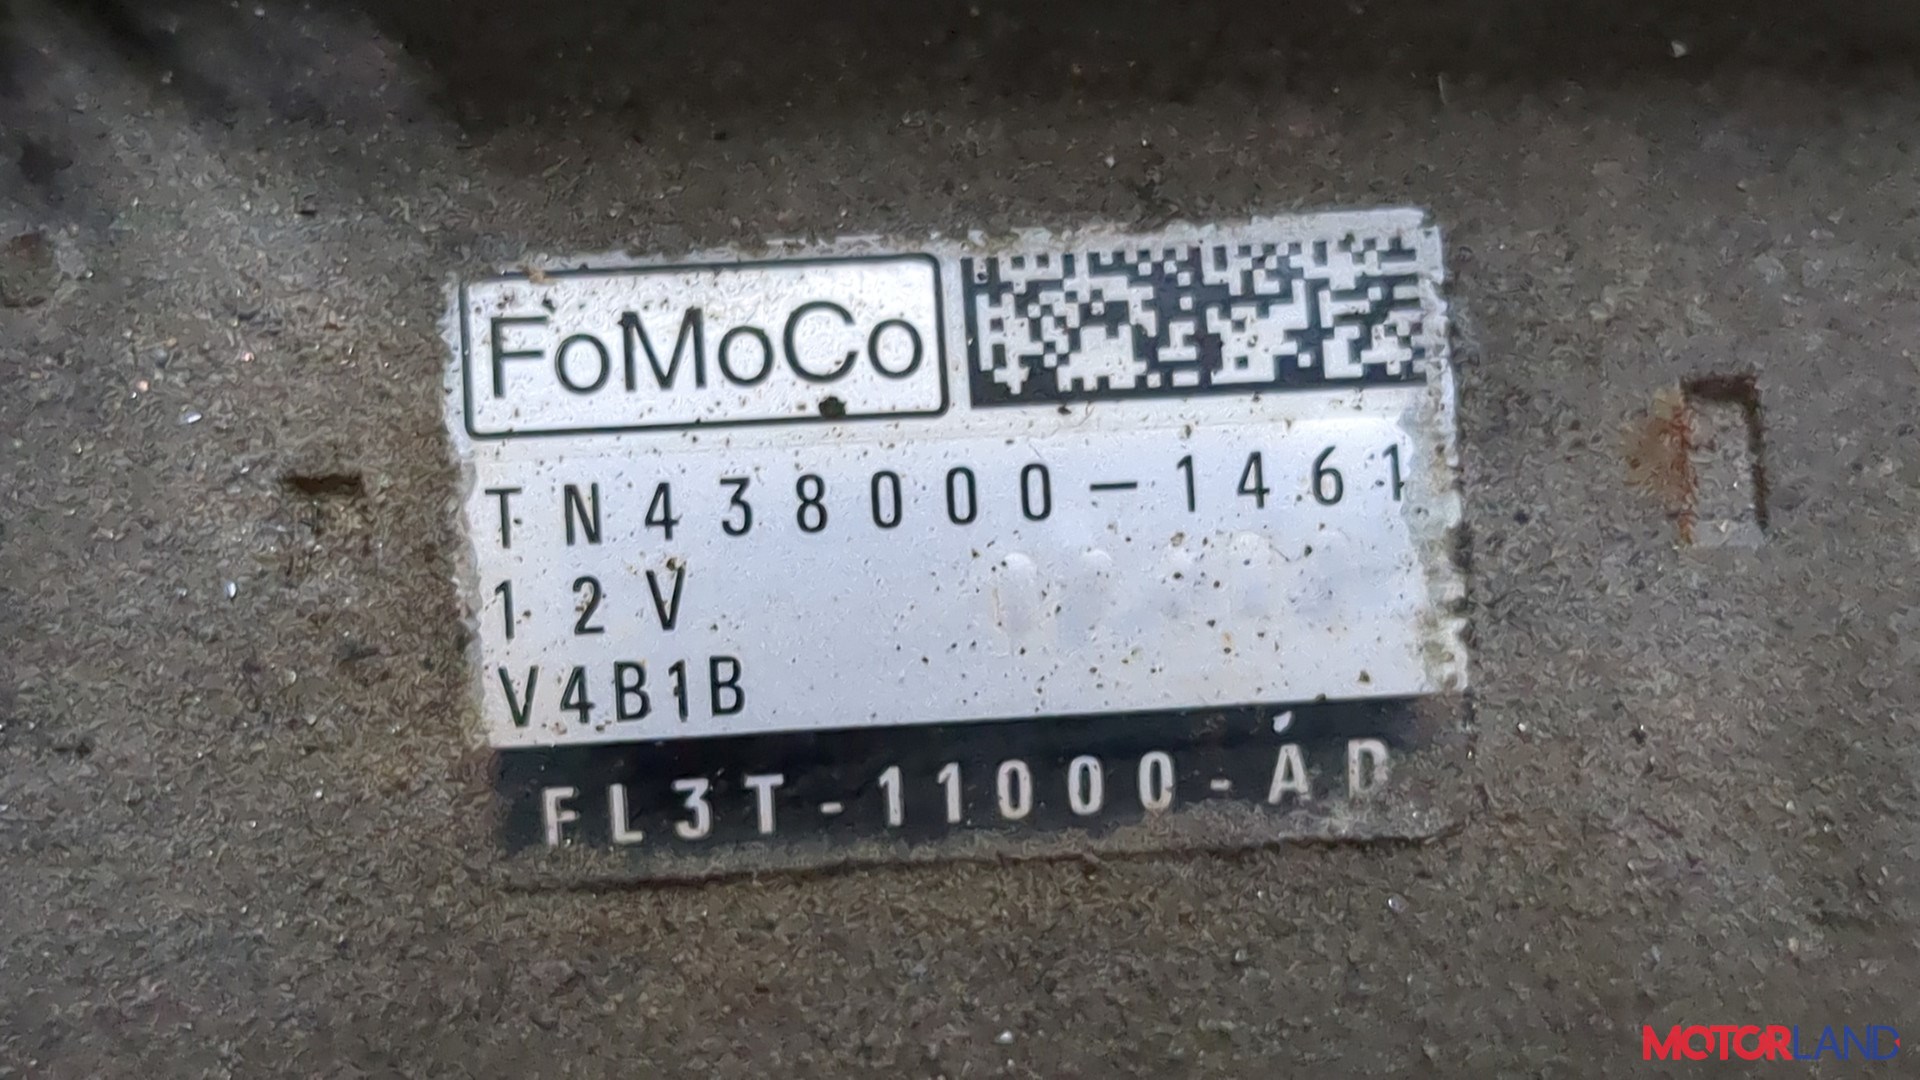 FoMoCo
TN438000-1461
12V
V4B1B
FL3T-11000-AD
MOTORLAND